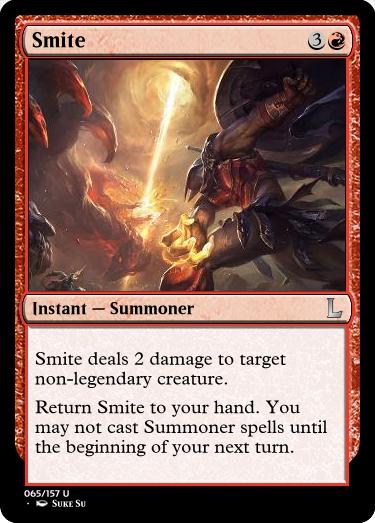 Smite 3
Instant — Summoner L
Smite deals 2 damage to target
non-legendary creature.
Return Smite to your hand. You
may not cast Summoner spells until
the beginning of your next turn.
065/157 U
· Suke Su